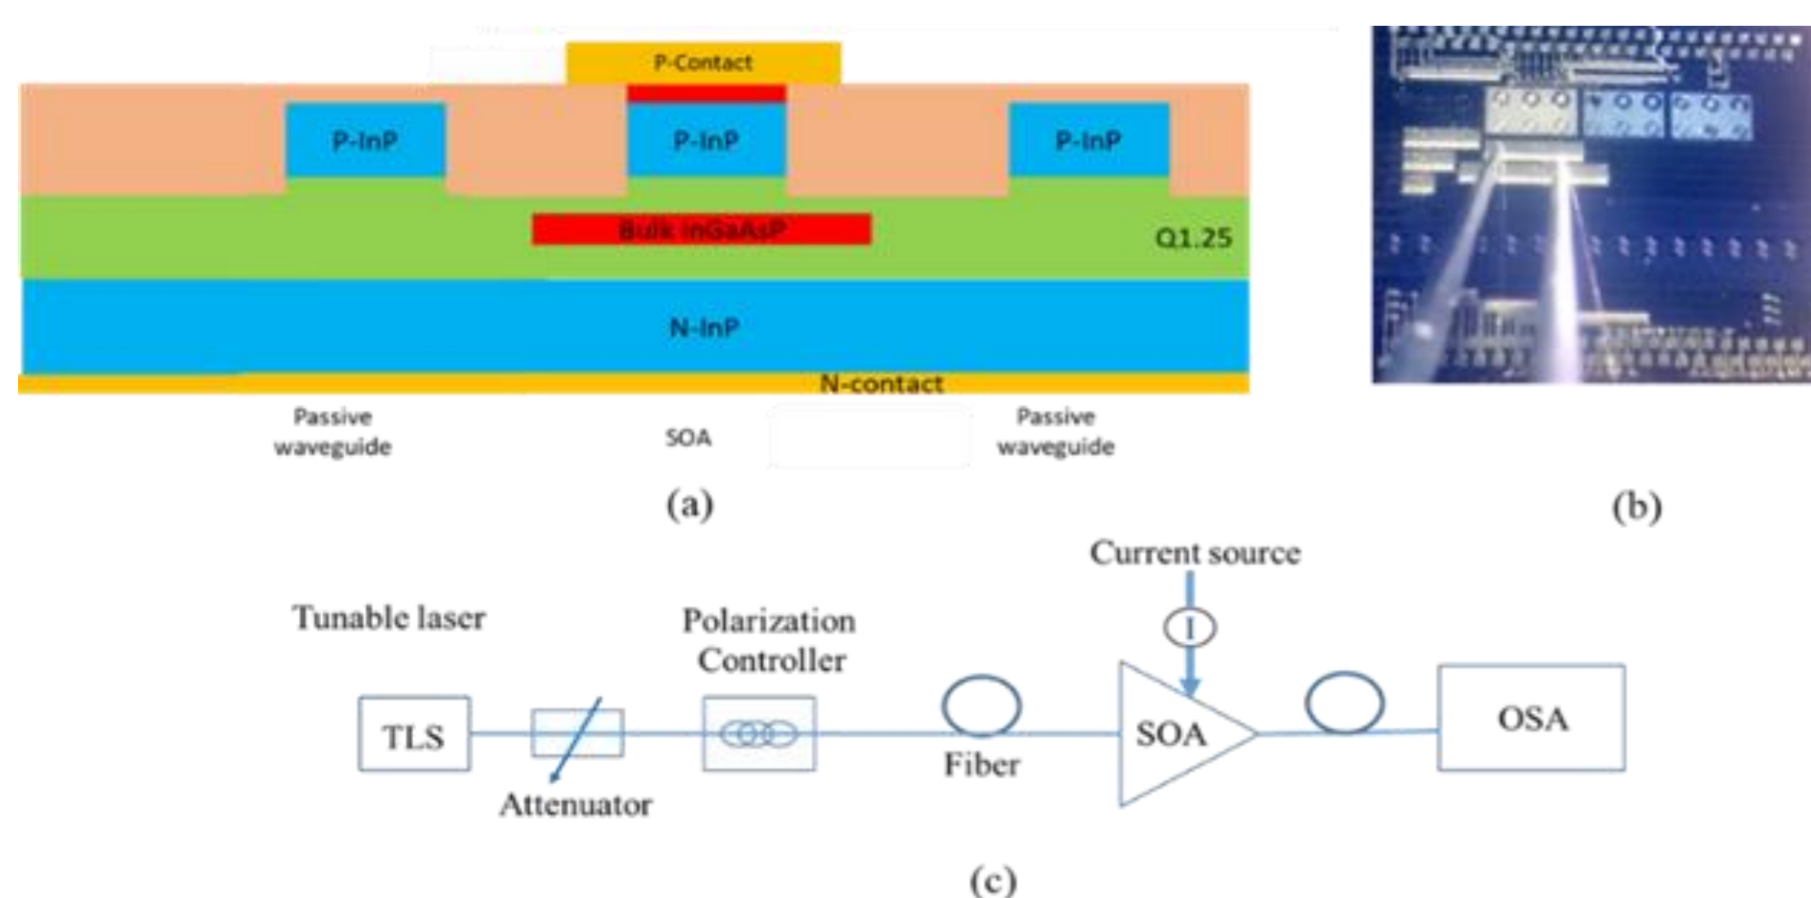 P-Contact
P-InP
P-InP
P-InP
Bulk InGaAsP
Q1.25
N-InP
N-contact
Passive
waveguide
SOA
Passive
waveguide
(a)
(b)
Current source
I
Tunable laser
Polarization
Controller
TLS
SOA
OSA
Fiber
Attenuator
(c)